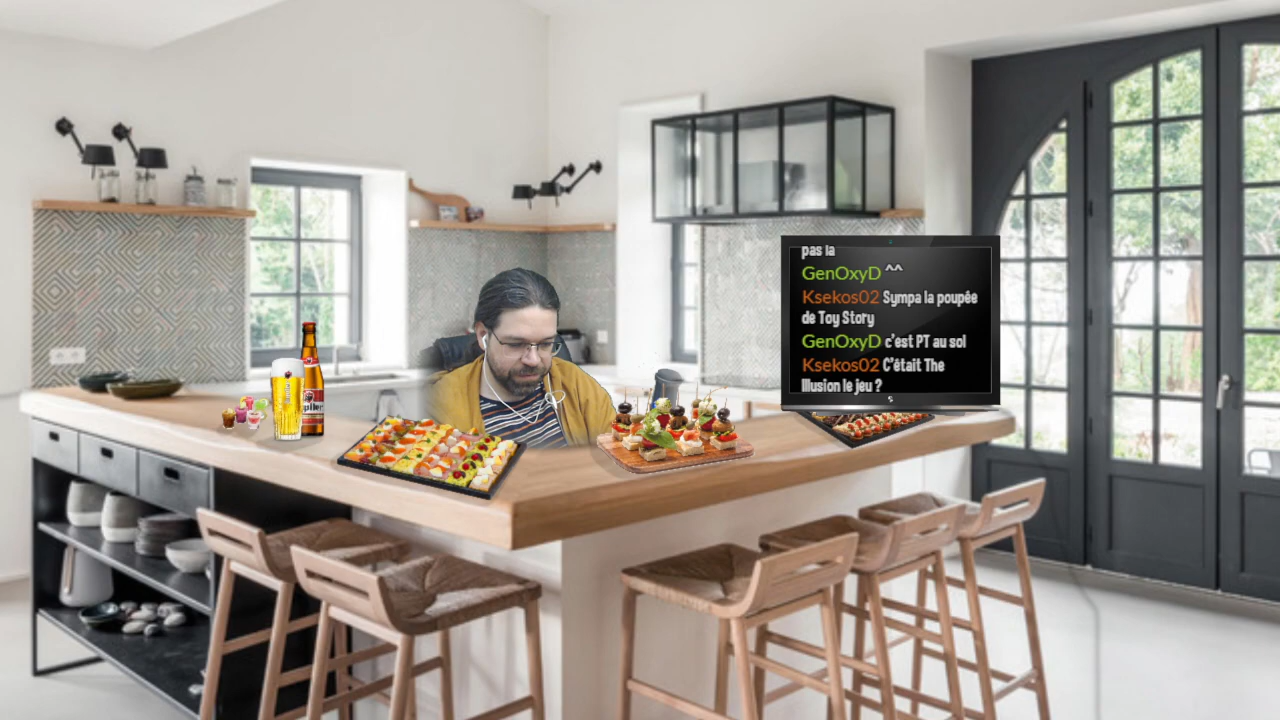 pas la
GenOxyD ^^
Ksekos02 Sympa la poupée
de Toy Story
GenOxyD c'est PT au sol
Ksekos02 C'était The
Illusion le jeu ?